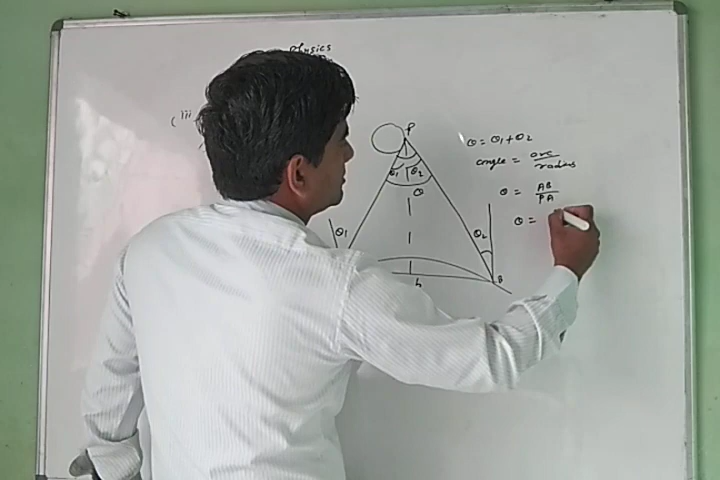 Physics
(iii)
P
θ = θ1 + θ2
angle = arc / radius
θ1 θ2
θ
θ = AB / PA
θ1
θ2
θ =
b
B